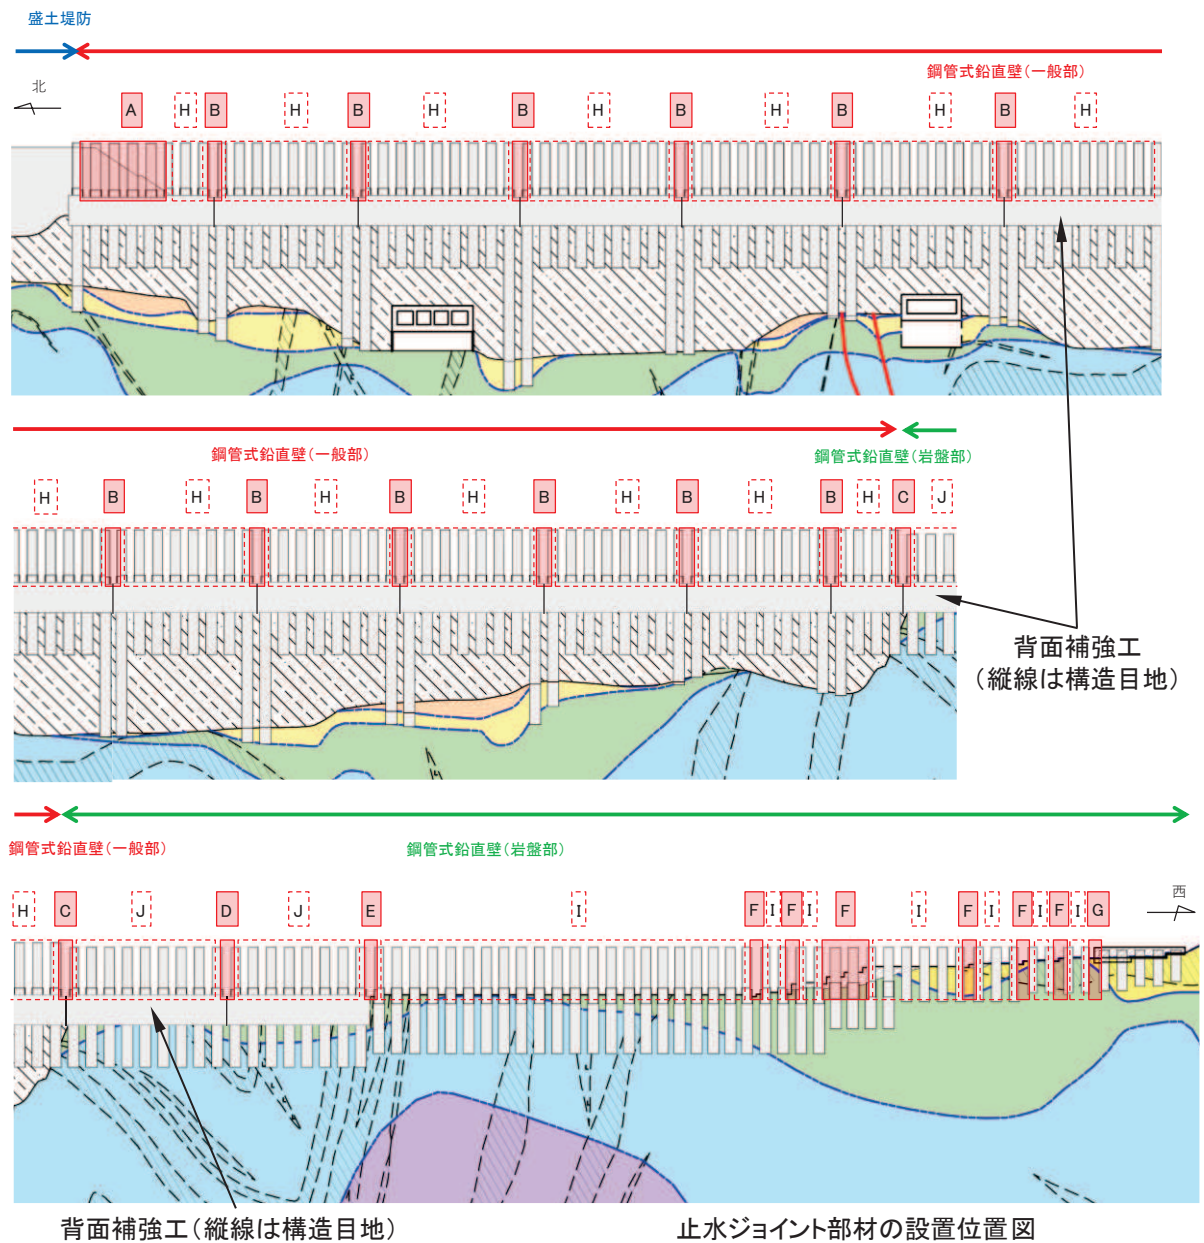 盛土堤防
鋼管式鉛直壁(一般部)
北
A H B H B H B H B H B H B H
鋼管式鉛直壁(一般部)
鋼管式鉛直壁(岩盤部)
H B H B H B H B H B H B H C J
背面補強工
(縦線は構造目地)
鋼管式鉛直壁(一般部)
鋼管式鉛直壁(岩盤部)
西
H C J D J E I F I F I F I F I F I F I G
背面補強工(縦線は構造目地)
止水ジョイント部材の設置位置図